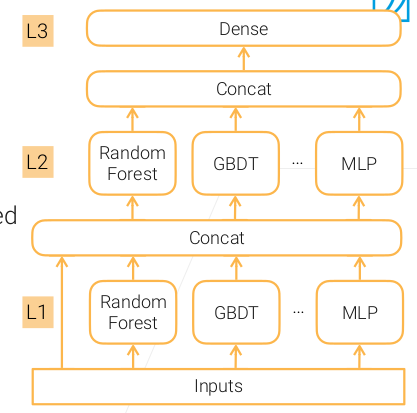 L3
Dense
Concat
L2
Random
Forest
GBDT
...
MLP
ed
Concat
L1
Random
Forest
GBDT
...
MLP
Inputs